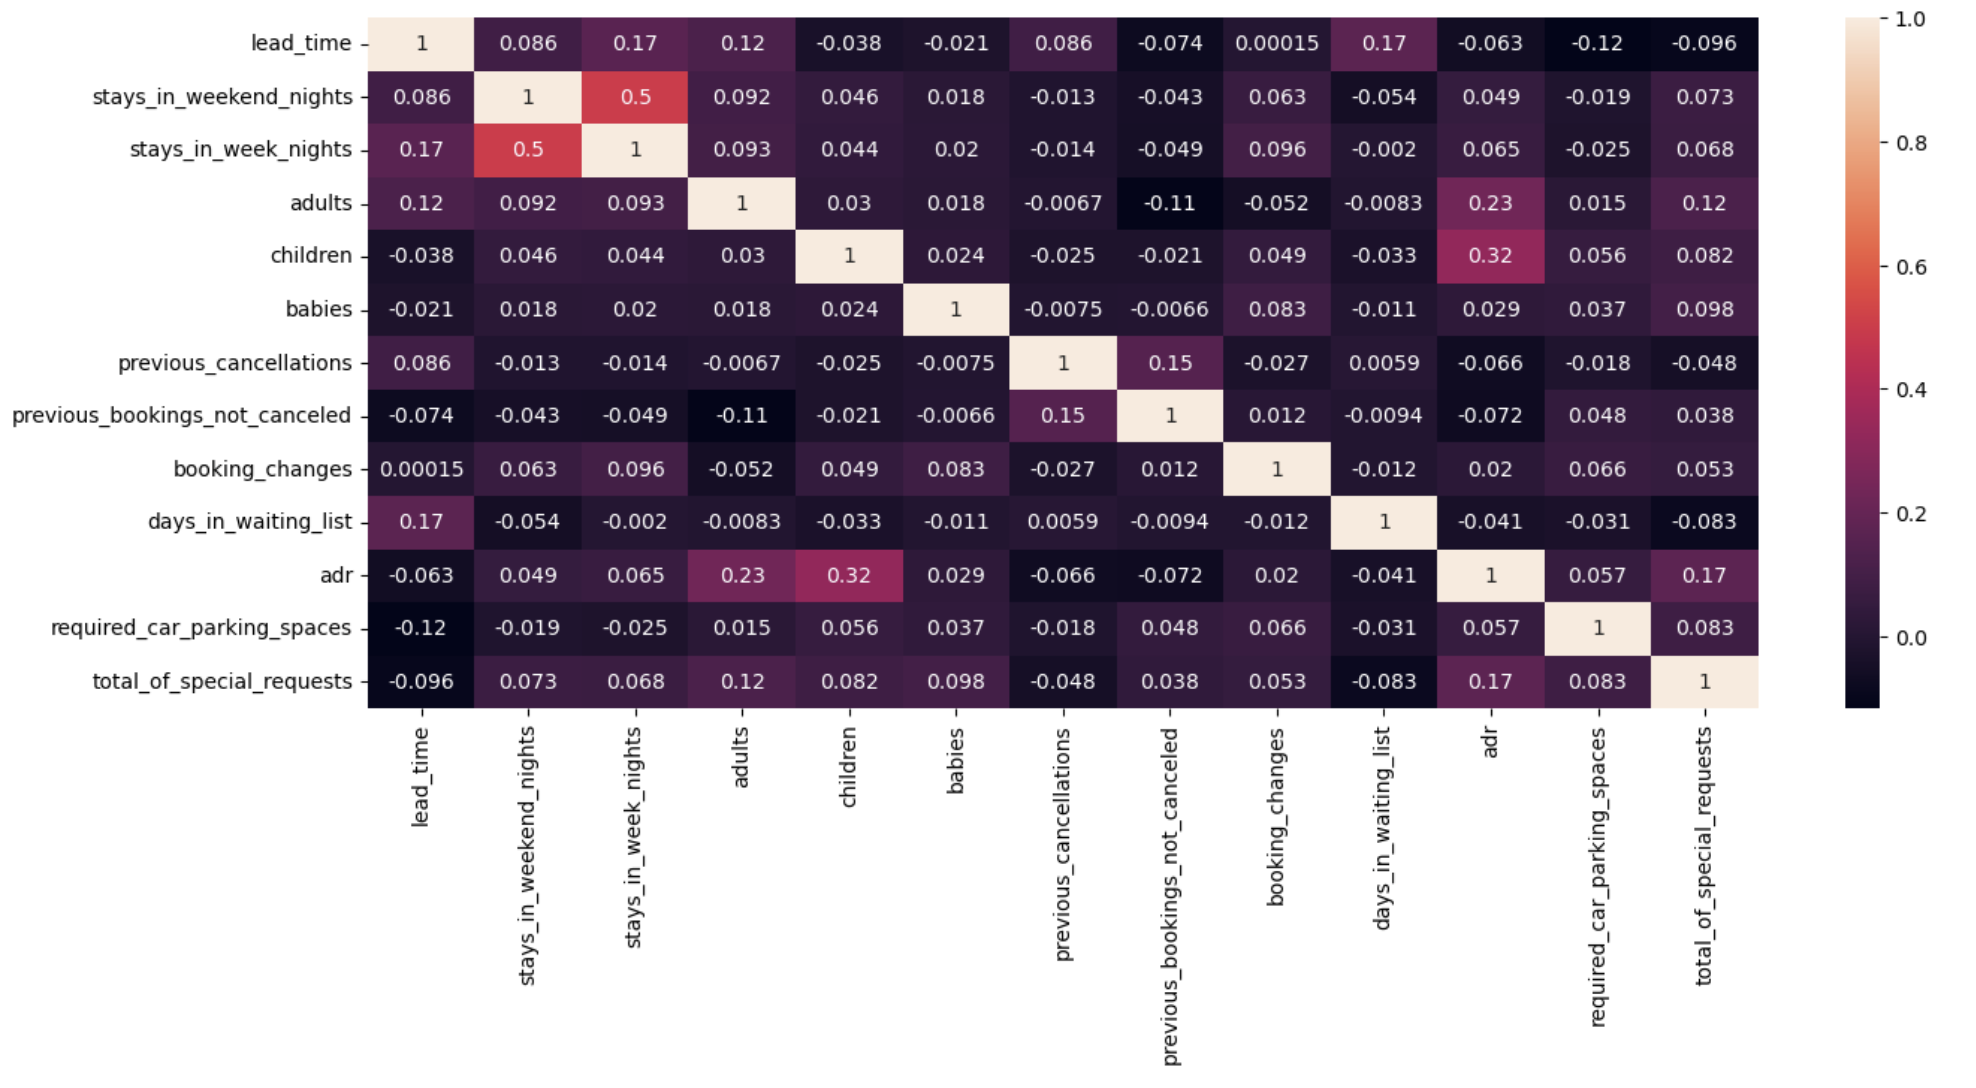 lead_time 1 0.086 0.17 0.12 -0.038 -0.021 0.086 -0.074 0.00015 0.17 -0.063 -0.12 -0.096
stays_in_weekend_nights 0.086 1 0.5 0.092 0.046 0.018 -0.013 -0.043 0.063 -0.054 0.049 -0.019 0.073
stays_in_week_nights 0.17 0.5 1 0.093 0.044 0.02 -0.014 -0.049 0.096 -0.002 0.065 -0.025 0.068
adults 0.12 0.092 0.093 1 0.03 0.018 -0.0067 -0.11 -0.052 -0.0083 0.23 0.015 0.12
children -0.038 0.046 0.044 0.03 1 0.024 -0.025 -0.021 0.049 -0.033 0.32 0.056 0.082
babies -0.021 0.018 0.02 0.018 0.024 1 -0.0075 -0.0066 0.083 -0.011 0.029 0.037 0.098
previous_cancellations 0.086 -0.013 -0.014 -0.0067 -0.025 -0.0075 1 0.15 -0.027 0.0059 -0.066 -0.018 -0.048
previous_bookings_not_canceled -0.074 -0.043 -0.049 -0.11 -0.021 -0.0066 0.15 1 0.012 -0.0094 -0.072 0.048 0.038
booking_changes 0.00015 0.063 0.096 -0.052 0.049 0.083 -0.027 0.012 1 -0.012 0.02 0.066 0.053
days_in_waiting_list 0.17 -0.054 -0.002 -0.0083 -0.033 -0.011 0.0059 -0.0094 -0.012 1 -0.041 -0.031 -0.083
adr -0.063 0.049 0.065 0.23 0.32 0.029 -0.066 -0.072 0.02 -0.041 1 0.057 0.17
required_car_parking_spaces -0.12 -0.019 -0.025 0.015 0.056 0.037 -0.018 0.048 0.066 -0.031 0.057 1 0.083
total_of_special_requests -0.096 0.073 0.068 0.12 0.082 0.098 -0.048 0.038 0.053 -0.083 0.17 0.083 1
lead_time
stays_in_weekend_nights
stays_in_week_nights
adults
children
babies
previous_cancellations
previous_bookings_not_canceled
booking_changes
days_in_waiting_list
adr
required_car_parking_spaces
total_of_special_requests
1.0
0.8
0.6
0.4
0.2
0.0